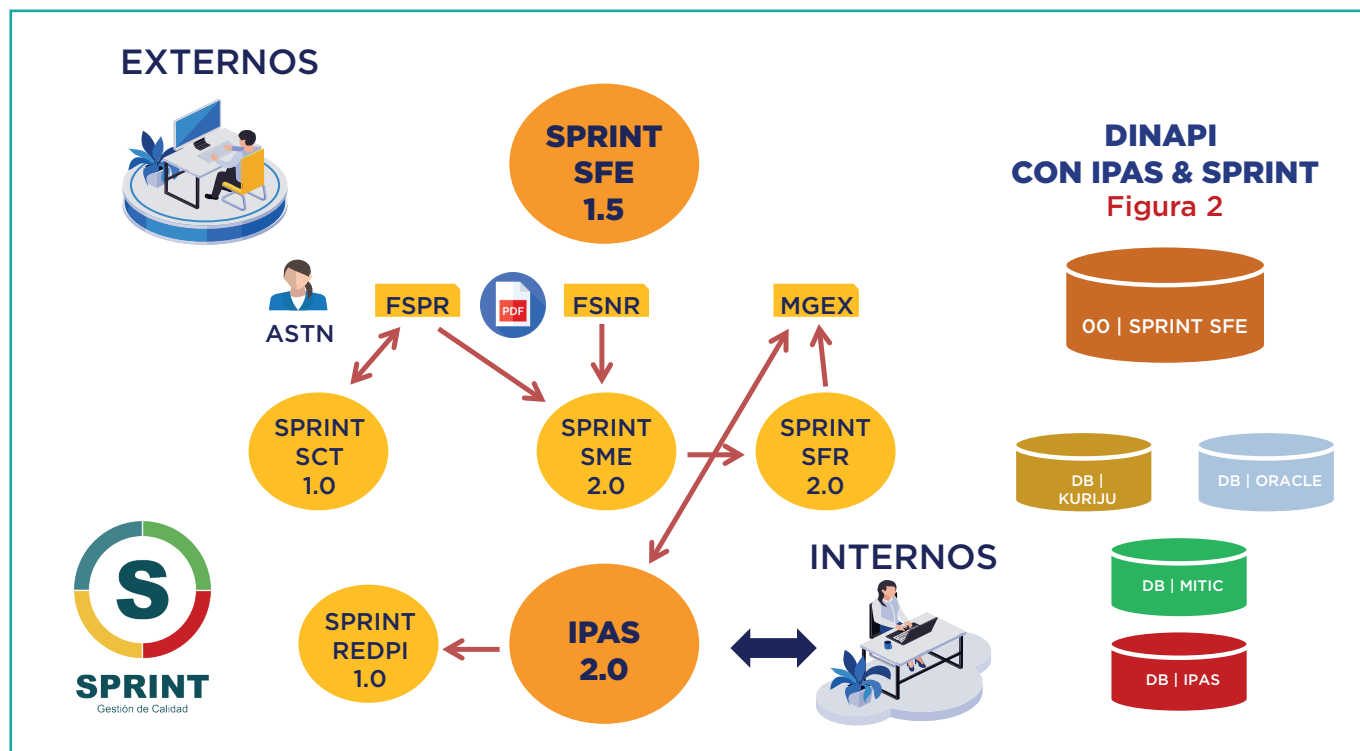 EXTERNOS
SPRINT
SFE
1.5
DINAPI
CON IPAS & SPRINT
Figura 2
00 | SPRINT SFE
ASTN
FSPR
PDF
FSNR
MGEX
SPRINT
SCT
1.0
SPRINT
SME
2.0
SPRINT
SFR
2.0
DB |
KURIJU
DB | ORACLE
S
SPRINT
Gestión de Calidad
SPRINT
REDPI
1.0
IPAS
2.0
INTERNOS
DB | MITIC
DB | IPAS